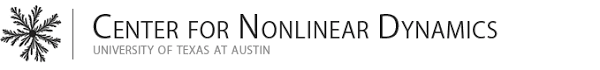 CENTER FOR NONLINEAR DYNAMICS
UNIVERSITY OF TEXAS AT AUSTIN